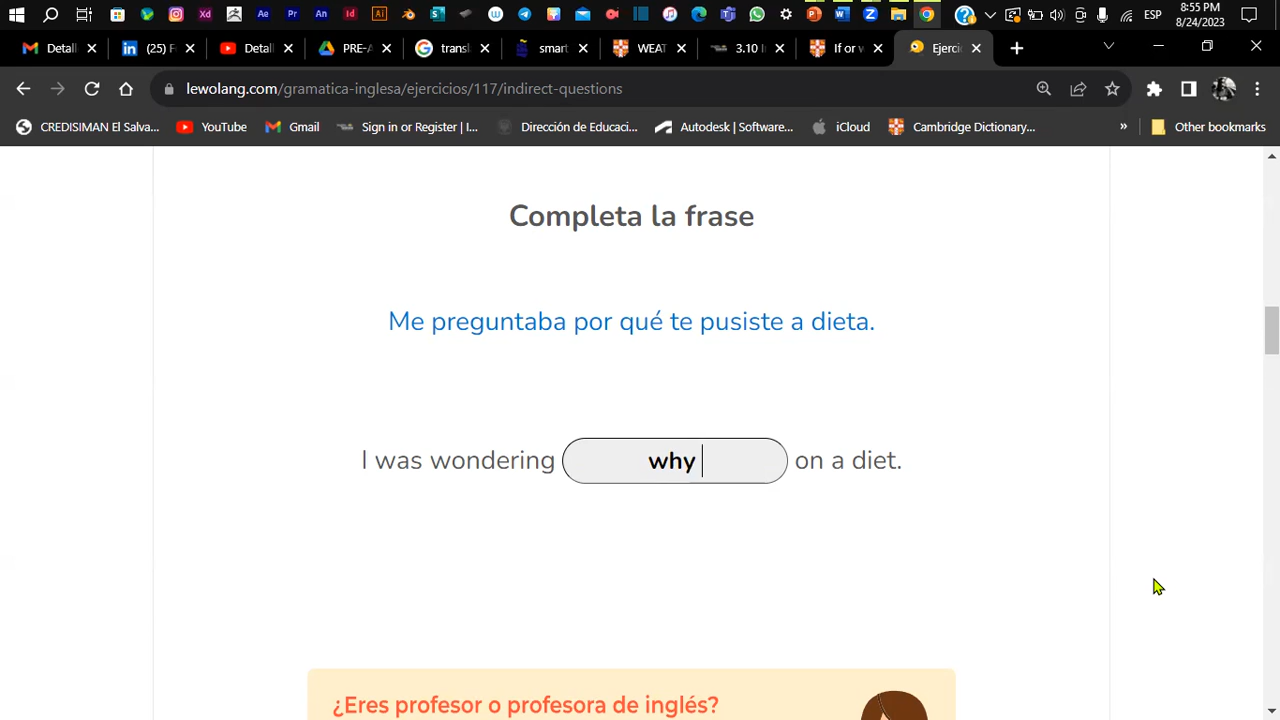 8:55 PM
ESP
8/24/2023
Detall
(25) F
Detall
PRE-A
transl
smart
WEAT
3.10 I
If or w
Ejerci
lewolang.com/gramatica-inglesa/ejercicios/117/indirect-questions
CREDISIMAN El Salva...
YouTube
Gmail
Sign in or Register | I...
Dirección de Educaci...
Autodesk | Software...
iCloud
Cambridge Dictionary...
»
Other bookmarks
Completa la frase
Me preguntaba por qué te pusiste a dieta.
I was wondering why on a diet.
¿Eres profesor o profesora de inglés?